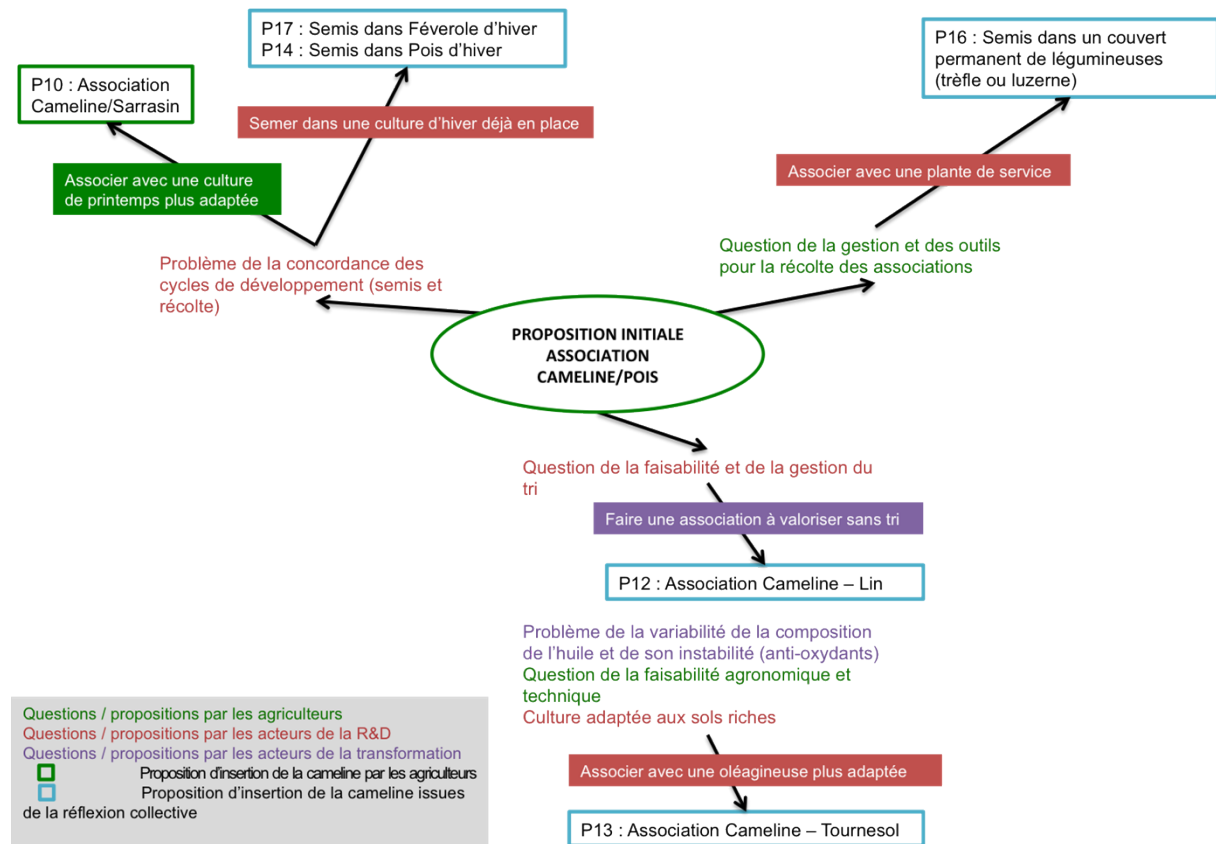 P17 : Semis dans Féverole d'hiver
P14 : Semis dans Pois d'hiver
P16 : Semis dans un couvert
permanent de légumineuses
(trèfle ou luzerne)
P10 : Association
Cameline/Sarrasin
Semer dans une culture d'hiver déjà en place
Associer avec une plante de service
Associer avec une culture
de printemps plus adaptée
Question de la gestion et des outils
pour la récolte des associations
Problème de la concordance des
cycles de développement (semis et
récolte)
PROPOSITION INITIALE
ASSOCIATION
CAMELINE/POIS
Question de la faisabilité et de la gestion du
tri
Faire une association à valoriser sans tri
P12 : Association Cameline – Lin
Problème de la variabilité de la composition
de l'huile et de son instabilité (anti-oxydants)
Question de la faisabilité agronomique et
technique
Culture adaptée aux sols riches
Associer avec une oléagineuse plus adaptée
P13 : Association Cameline – Tournesol
Questions / propositions par les agriculteurs
Questions / propositions par les acteurs de la R&D
Questions / propositions par les acteurs de la transformation
Proposition d'insertion de la cameline par les agriculteurs
Proposition d'insertion de la cameline issues
de la réflexion collective